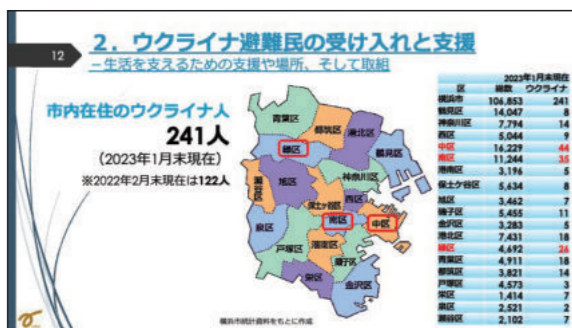 12
2．ウクライナ避難民の受け入れと支援
－生活を支えるための支援や場所、そして取組
市内在住のウクライナ人
241人
（2023年1月末現在）
※2022年2月末現在は122人
青葉区
都筑区
港北区
緑区
鶴見区
瀬谷区
旭区
神奈川区
保土ケ谷区
西区
泉区
南区
中区
戸塚区
港南区
磯子区
栄区
金沢区
横浜市統計資料をもとに作成
2023年1月末現在
区 総数 ウクライナ
横浜市 106,853 241
鶴見区 14,047 8
神奈川区 7,794 14
西区 5,044 9
中区 16,229 44
南区 11,244 35
港南区 3,196 5
保土ケ谷区 5,634 8
旭区 3,462 7
磯子区 5,455 11
金沢区 3,283 5
港北区 7,431 18
緑区 4,692 26
青葉区 4,911 18
都筑区 3,821 14
戸塚区 4,573 3
栄区 1,414 7
泉区 2,521 2
瀬谷区 2,102 7